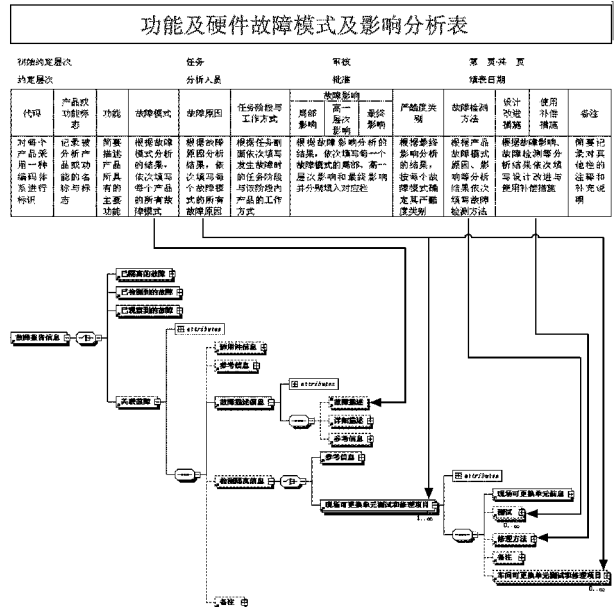 功能及硬件故障模式及影响分析表
初始约定层次 任务 审核 第 页·共 页
约定层次 分析人员 批准 填表日期
代码 产品或功能标志 功能 故障模式 故障原因 任务阶段与工作方式 故障影响 严酷度类别 故障检测方法 设计改进措施 使用补偿措施 备注
局部影响 高一层次影响 最终影响
对每个产品采用一种编码体系进行标识
记录被分析产品或功能的名称与标志
简要描述产品所具有的主要功能
根据故障模式分析的结果,依次填写每个产品的所有故障模式
根据故障原因分析结果,依次填写每个故障模式的所有故障原因
根据任务剖面依次填写发生故障时的任务阶段与该阶段内产品的工作方式
根据故障影响分析的结果,依次填写每一个故障模式的局部、高一层次影响和最终影响并分别填入对应栏
根据最终影响分析的结果,按每个故障模式确定其严酷度类别
根据产品故障模式原因、影响等分析结果依次填写故障检测方法
根据故障影响、故障检测等分析结果依次填写设计改进与使用补偿措施
简要记录对其他栏的注释和补充说明
已隔离的故障
已检测到的故障
已观察到的故障
故障报告信息
关联故障
attributes
参考信息
故障描述信息
attributes
故障描述
详细描述
参考信息
检测隔离信息
参考信息
现场可更换单元测试和修理项目
1..∞
attributes
现场可更换单元信息
测试
0..∞
修理方法
备注
车间可更换单元测试和修理项目
0..∞
备注